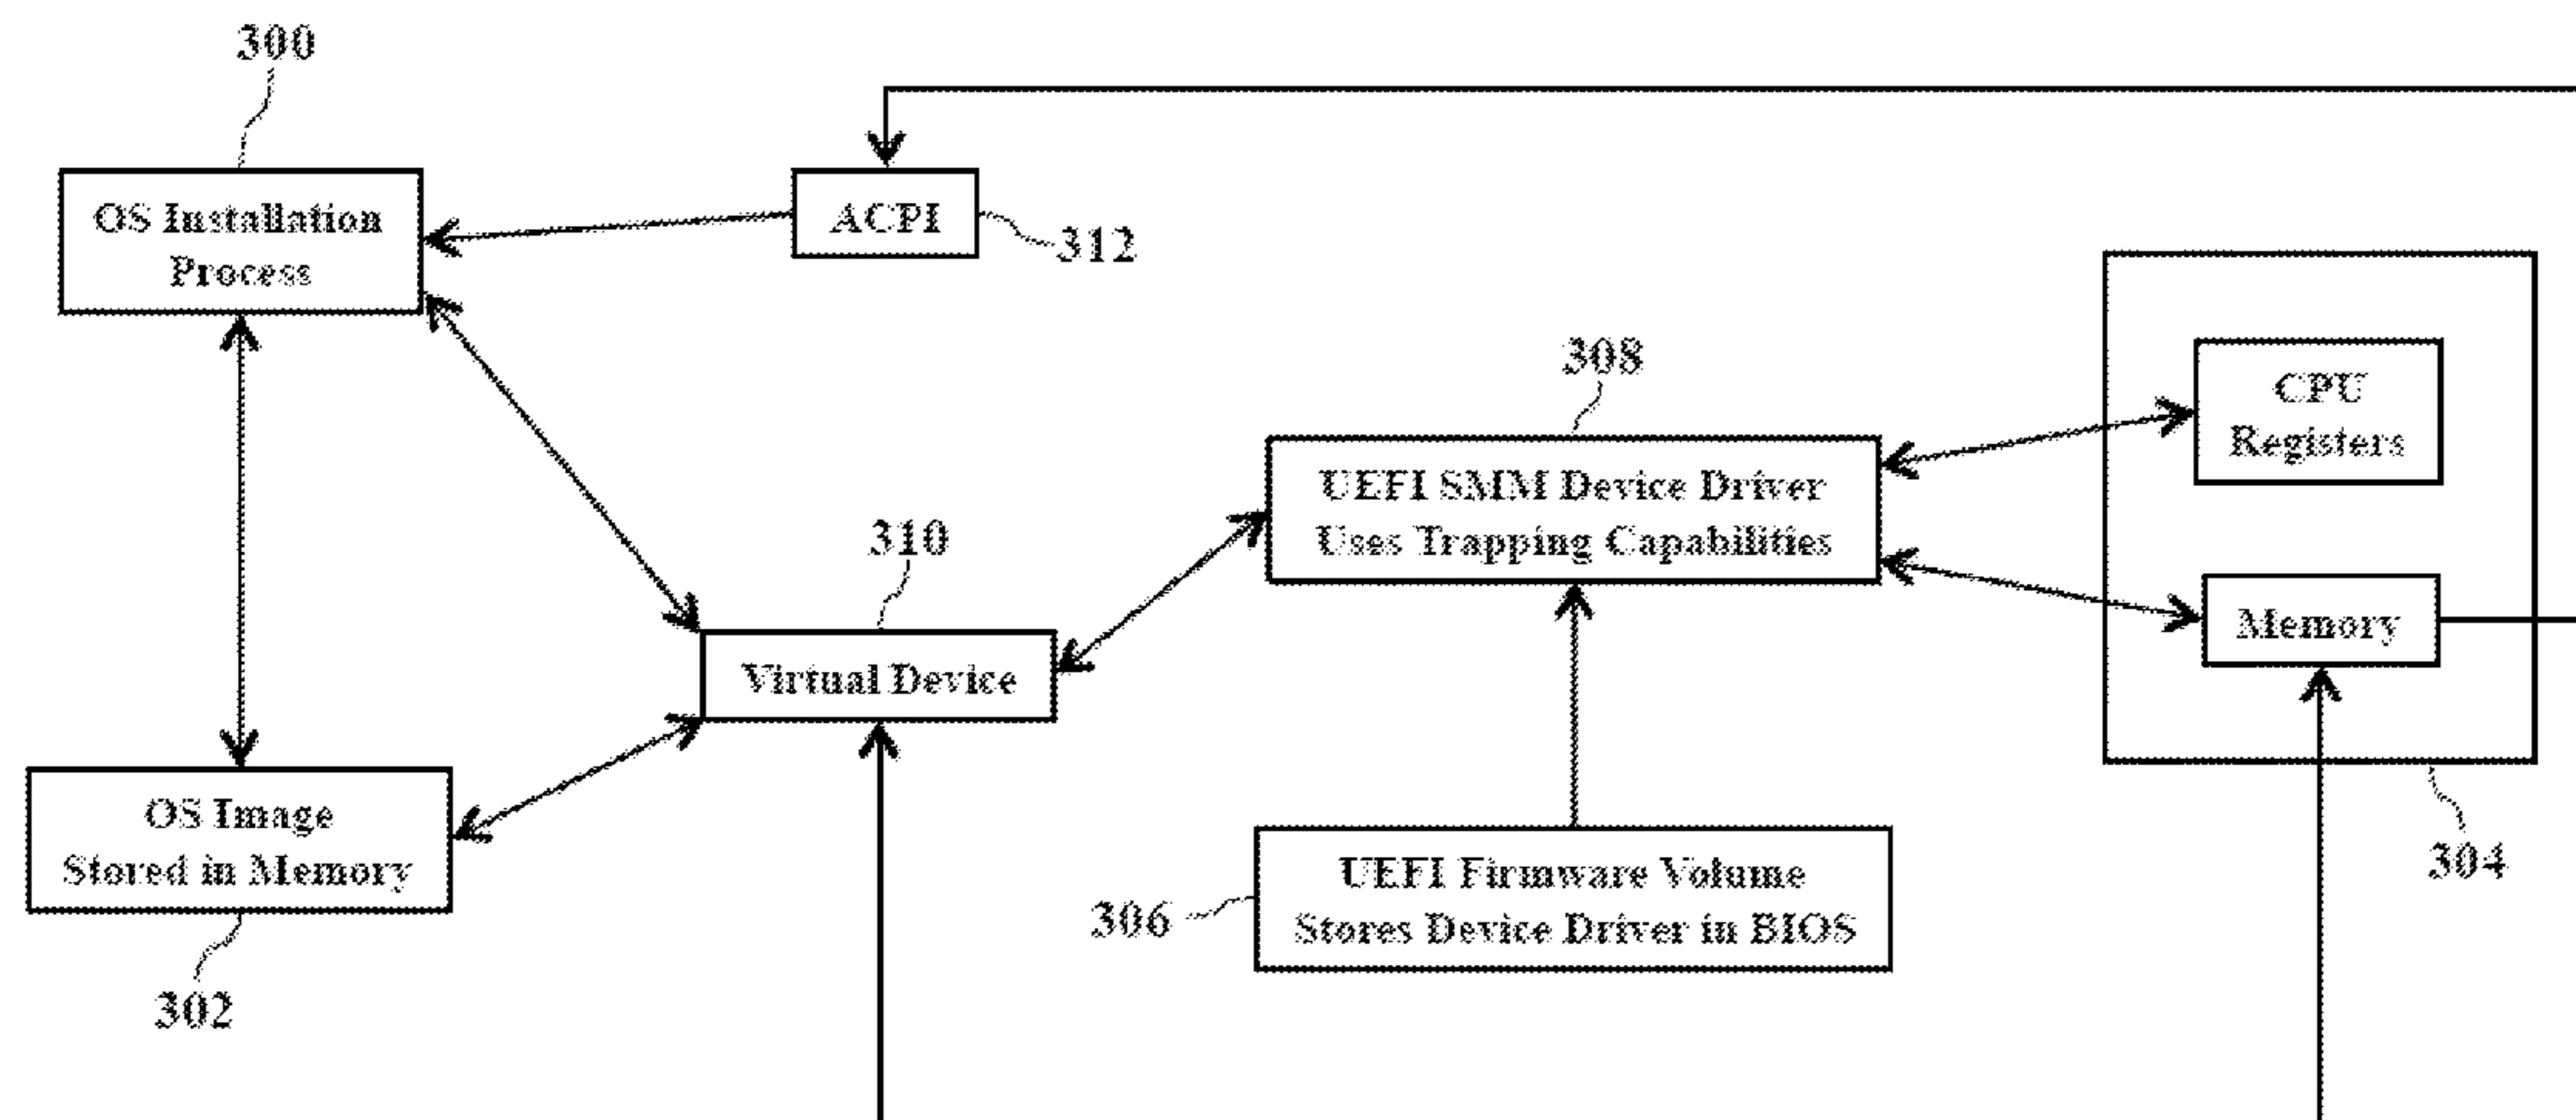 300
OS Installation
Process
ACPI
312
308
CPU
Registers
UEFI SMM Device Driver
Uses Trapping Capabilities
310
Memory
Virtual Device
OS Image
Stored in Memory
302
UEFI Firmware Volume
Stores Device Driver in BIOS
306
304